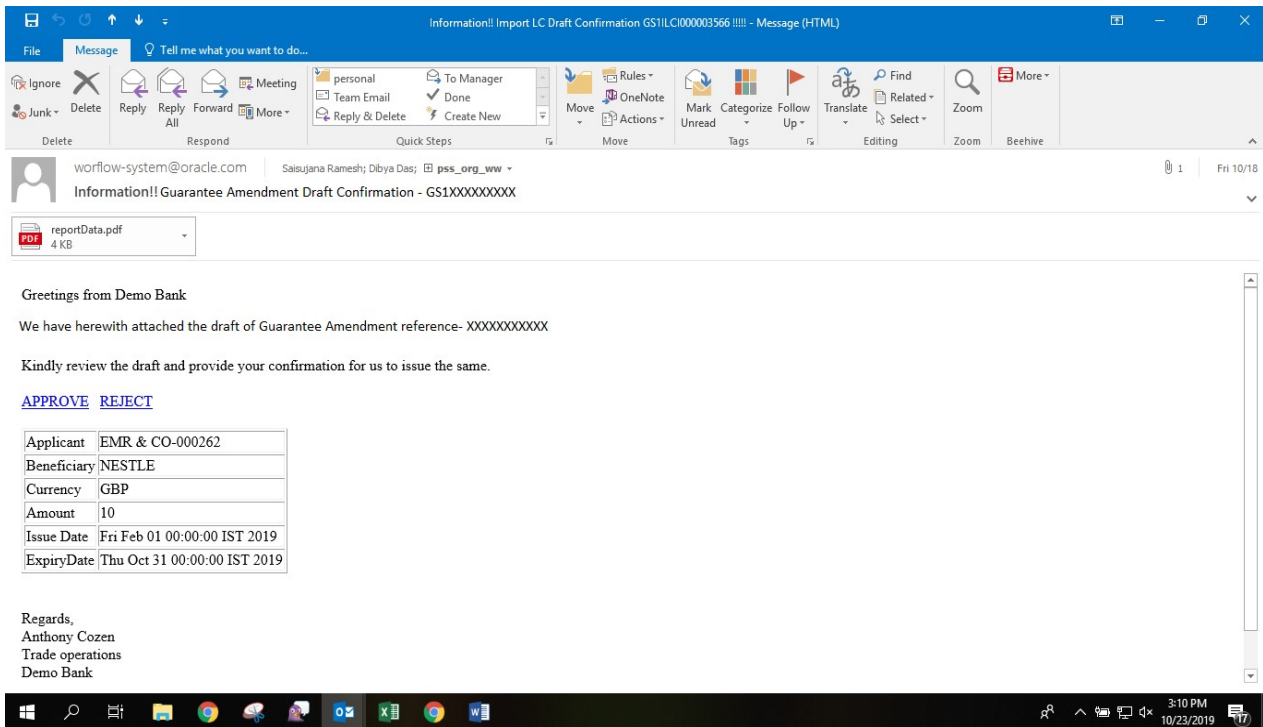 Information!! Import LC Draft Confirmation GS1ILCI000003566 !!!!! - Message (HTML)
File Message Tell me what you want to do...
Ignore
Junk
Delete
Reply
Reply All
Forward
Meeting
More
personal
Team Email
Reply & Delete
To Manager
Done
Create New
Move
Rules
OneNote
Actions
Mark Unread
Categorize
Follow Up
Translate
Find
Related
Select
Zoom
More
Delete Respond Quick Steps Move Tags Editing Zoom Beehive
worflow-system@oracle.com Saisujana Ramesh; Dibya Das; pss_org_ww 1 Fri 10/18
Information!! Guarantee Amendment Draft Confirmation - GS1XXXXXXXXX
PDF
reportData.pdf
4 KB
Greetings from Demo Bank
We have herewith attached the draft of Guarantee Amendment reference- XXXXXXXXXXX
Kindly review the draft and provide your confirmation for us to issue the same.
APPROVE REJECT
Applicant EMR & CO-000262
Beneficiary NESTLE
Currency GBP
Amount 10
Issue Date Fri Feb 01 00:00:00 IST 2019
ExpiryDate Thu Oct 31 00:00:00 IST 2019
Regards,
Anthony Cozen
Trade operations
Demo Bank
3:10 PM
10/23/2019
17